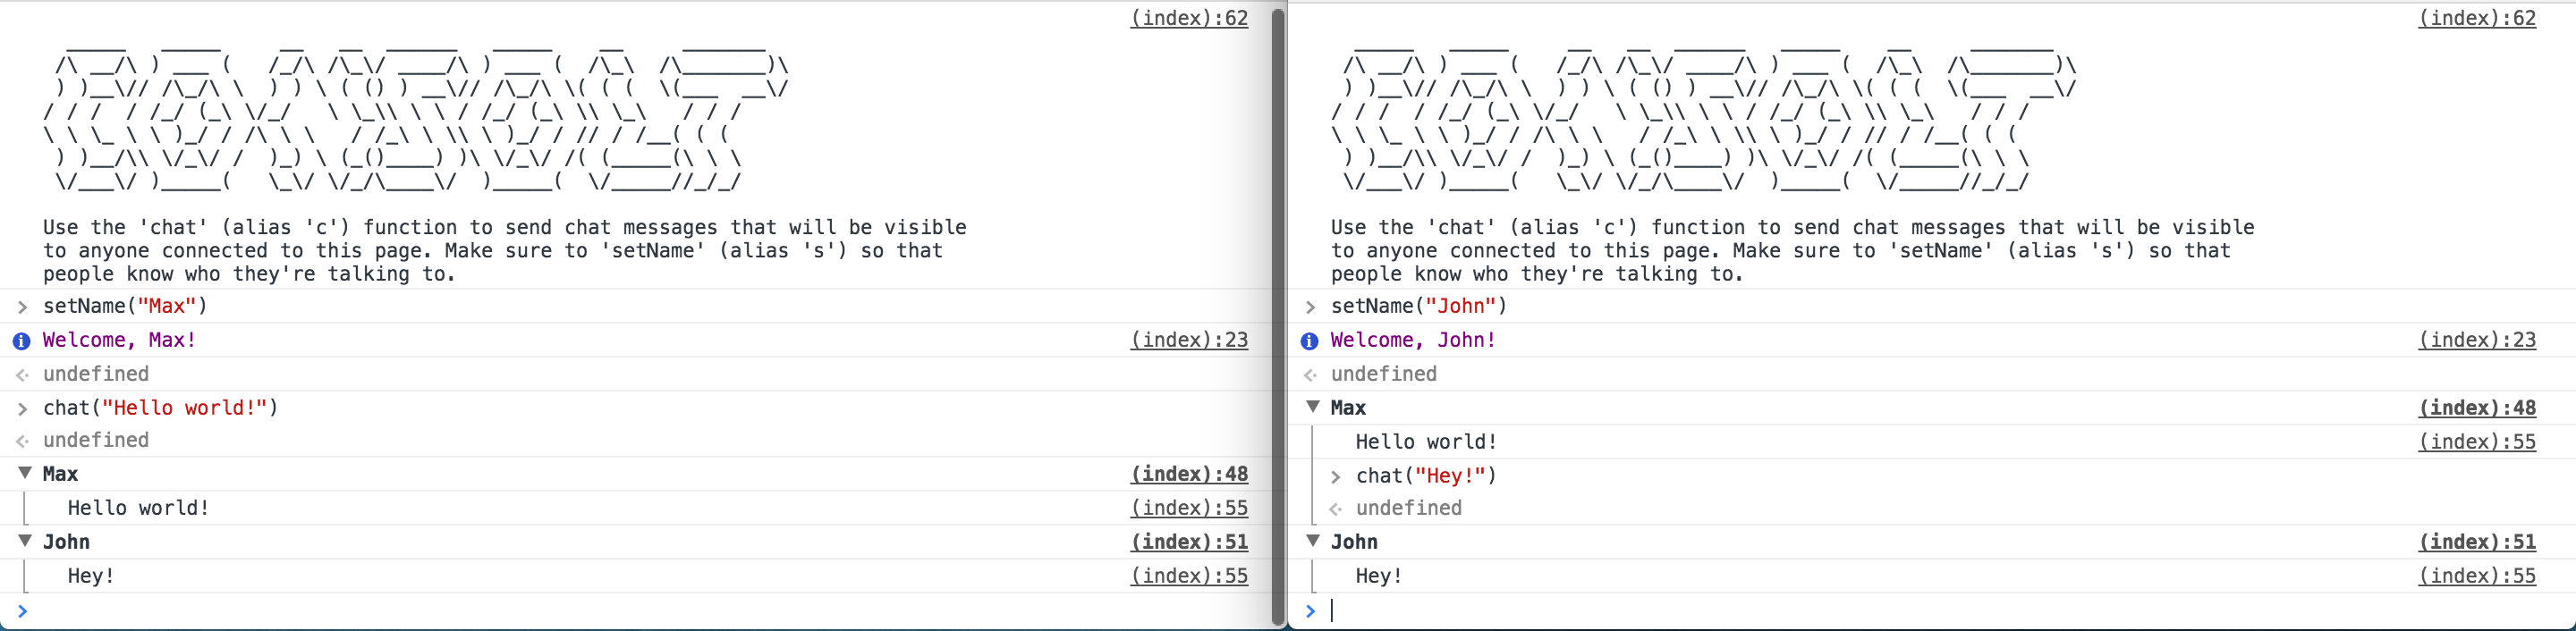 (index):62
Use the 'chat' (alias 'c') function to send chat messages that will be visible
to anyone connected to this page. Make sure to 'setName' (alias 's') so that
people know who they're talking to.
setName("Max")
Welcome, Max! (index):23
undefined
chat("Hello world!")
undefined
Max (index):48
Hello world! (index):55
John (index):51
Hey! (index):55
(index):62
Use the 'chat' (alias 'c') function to send chat messages that will be visible
to anyone connected to this page. Make sure to 'setName' (alias 's') so that
people know who they're talking to.
setName("John")
Welcome, John! (index):23
undefined
Max (index):48
Hello world! (index):55
chat("Hey!")
undefined
John (index):51
Hey! (index):55